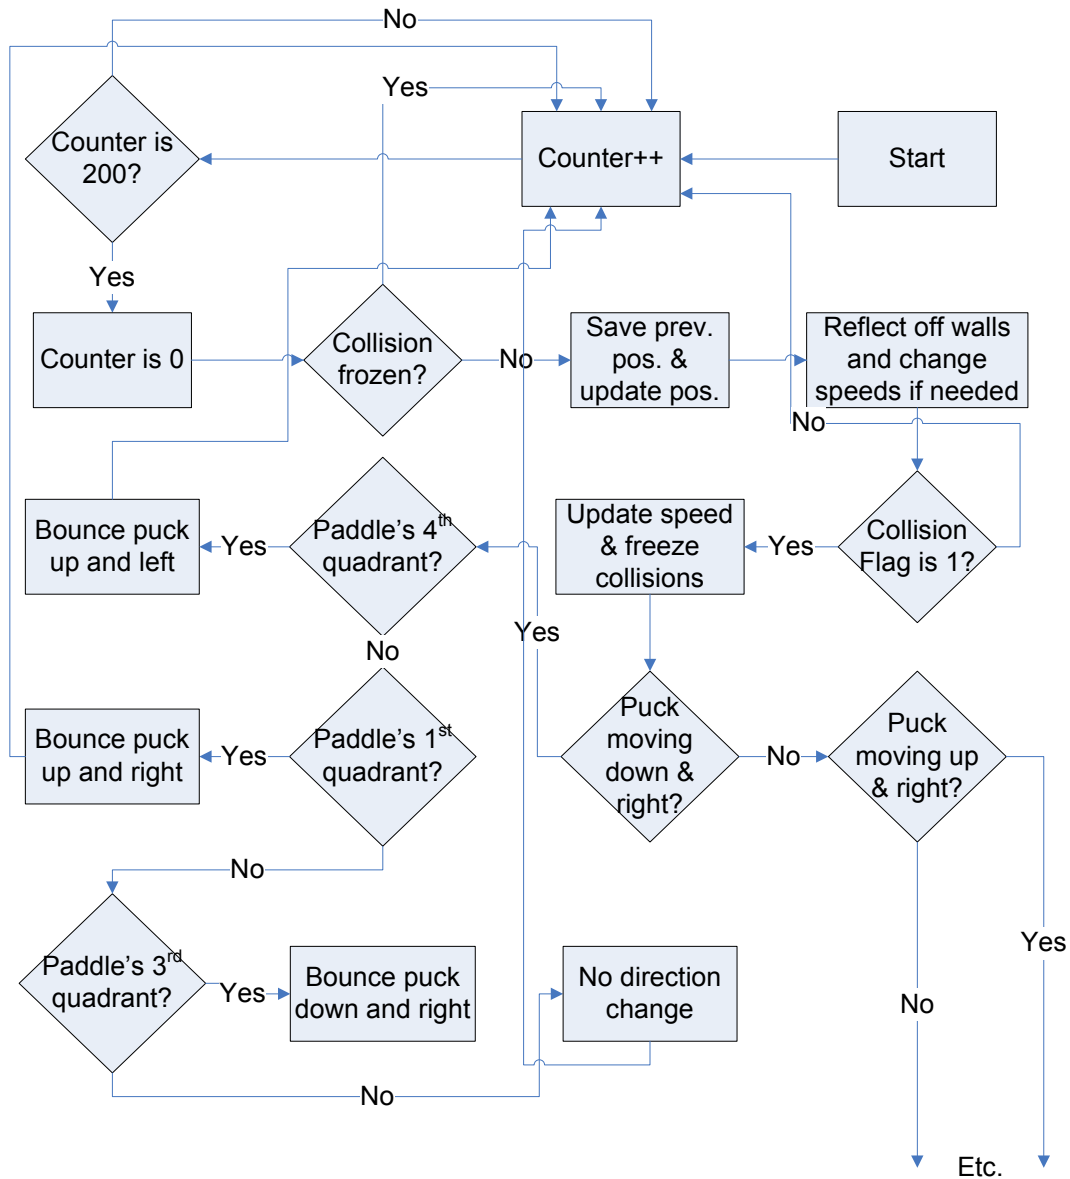 No
Yes
Counter is
200?
Counter++
Start
Yes
Counter is 0
Collision
frozen?
No
Save prev.
pos. &
update pos.
Reflect off walls
and change
speeds if needed
No
Bounce puck
up and left
Yes
Paddle's 4th
quadrant?
Update speed
& freeze
collisions
Yes
Collision
Flag is 1?
Yes
No
Bounce puck
up and right
Yes
Paddle's 1st
quadrant?
Puck
moving
down &
right?
No
Puck
moving up
& right?
No
Paddle's 3rd
quadrant?
Yes
Bounce puck
down and right
No direction
change
Yes
No
No
Etc.